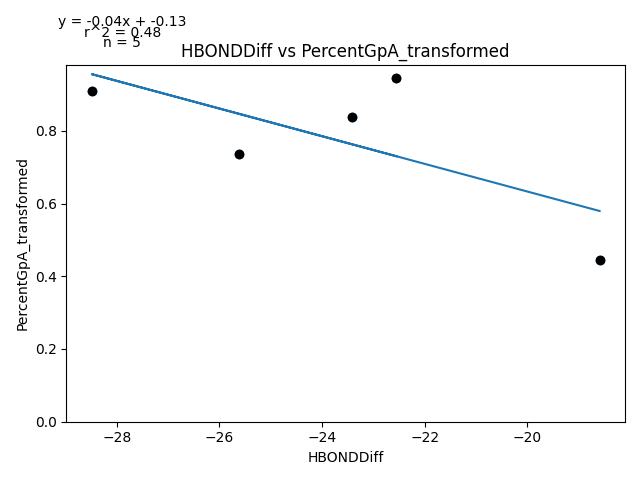 y = -0.04x + -0.13
r^2 = 0.48
n = 5
HBONDDiff vs PercentGpA_transformed
PercentGpA_transformed
0.8
0.6
0.4
0.2
0.0
−28
−26
−24
−22
−20
HBONDDiff